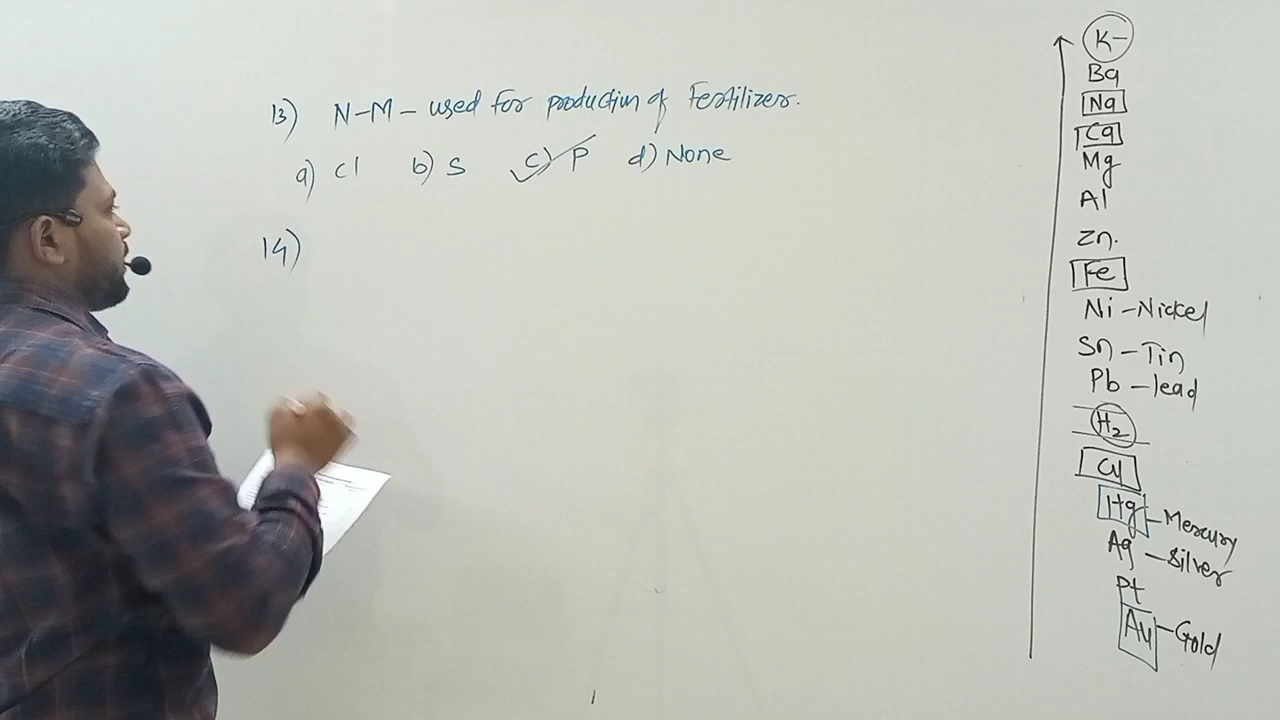 13) N-M - used for production of Fertilizer.
a) Cl b) S c) P d) None
14)
K
Ba
Na
Ca
Mg
Al
Zn.
Fe
Ni - Nickel
Sn - Tin
Pb - lead
H2
Cu
Hg - Mercury
Ag - Silver
Pt
Au - Gold